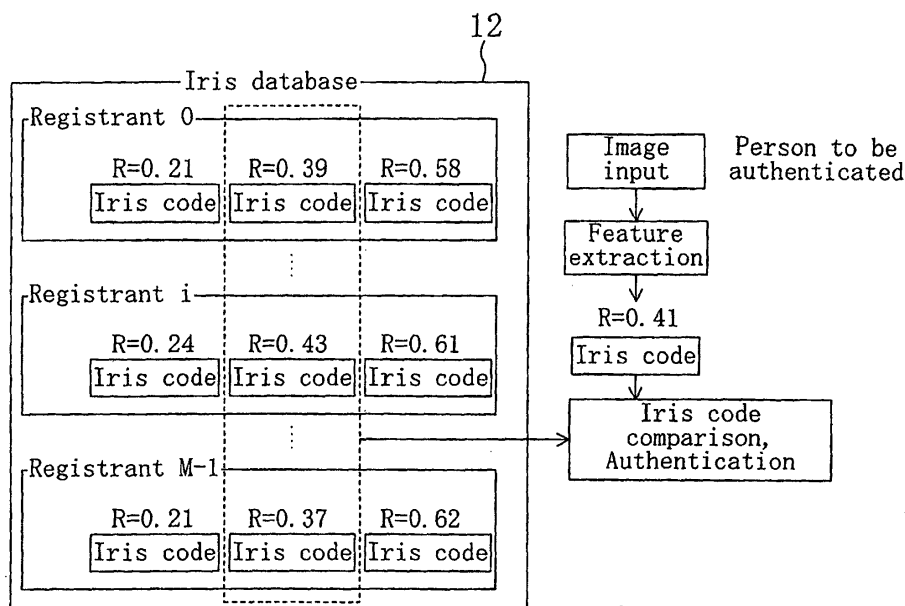 12
Iris database
Registrant 0
R=0.21 R=0.39 R=0.58
Iris code Iris code Iris code
Registrant i
R=0.24 R=0.43 R=0.61
Iris code Iris code Iris code
Registrant M-1
R=0.21 R=0.37 R=0.62
Iris code Iris code Iris code
Image
input
Person to be
authenticated
Feature
extraction
R=0.41
Iris code
Iris code
comparison,
Authentication